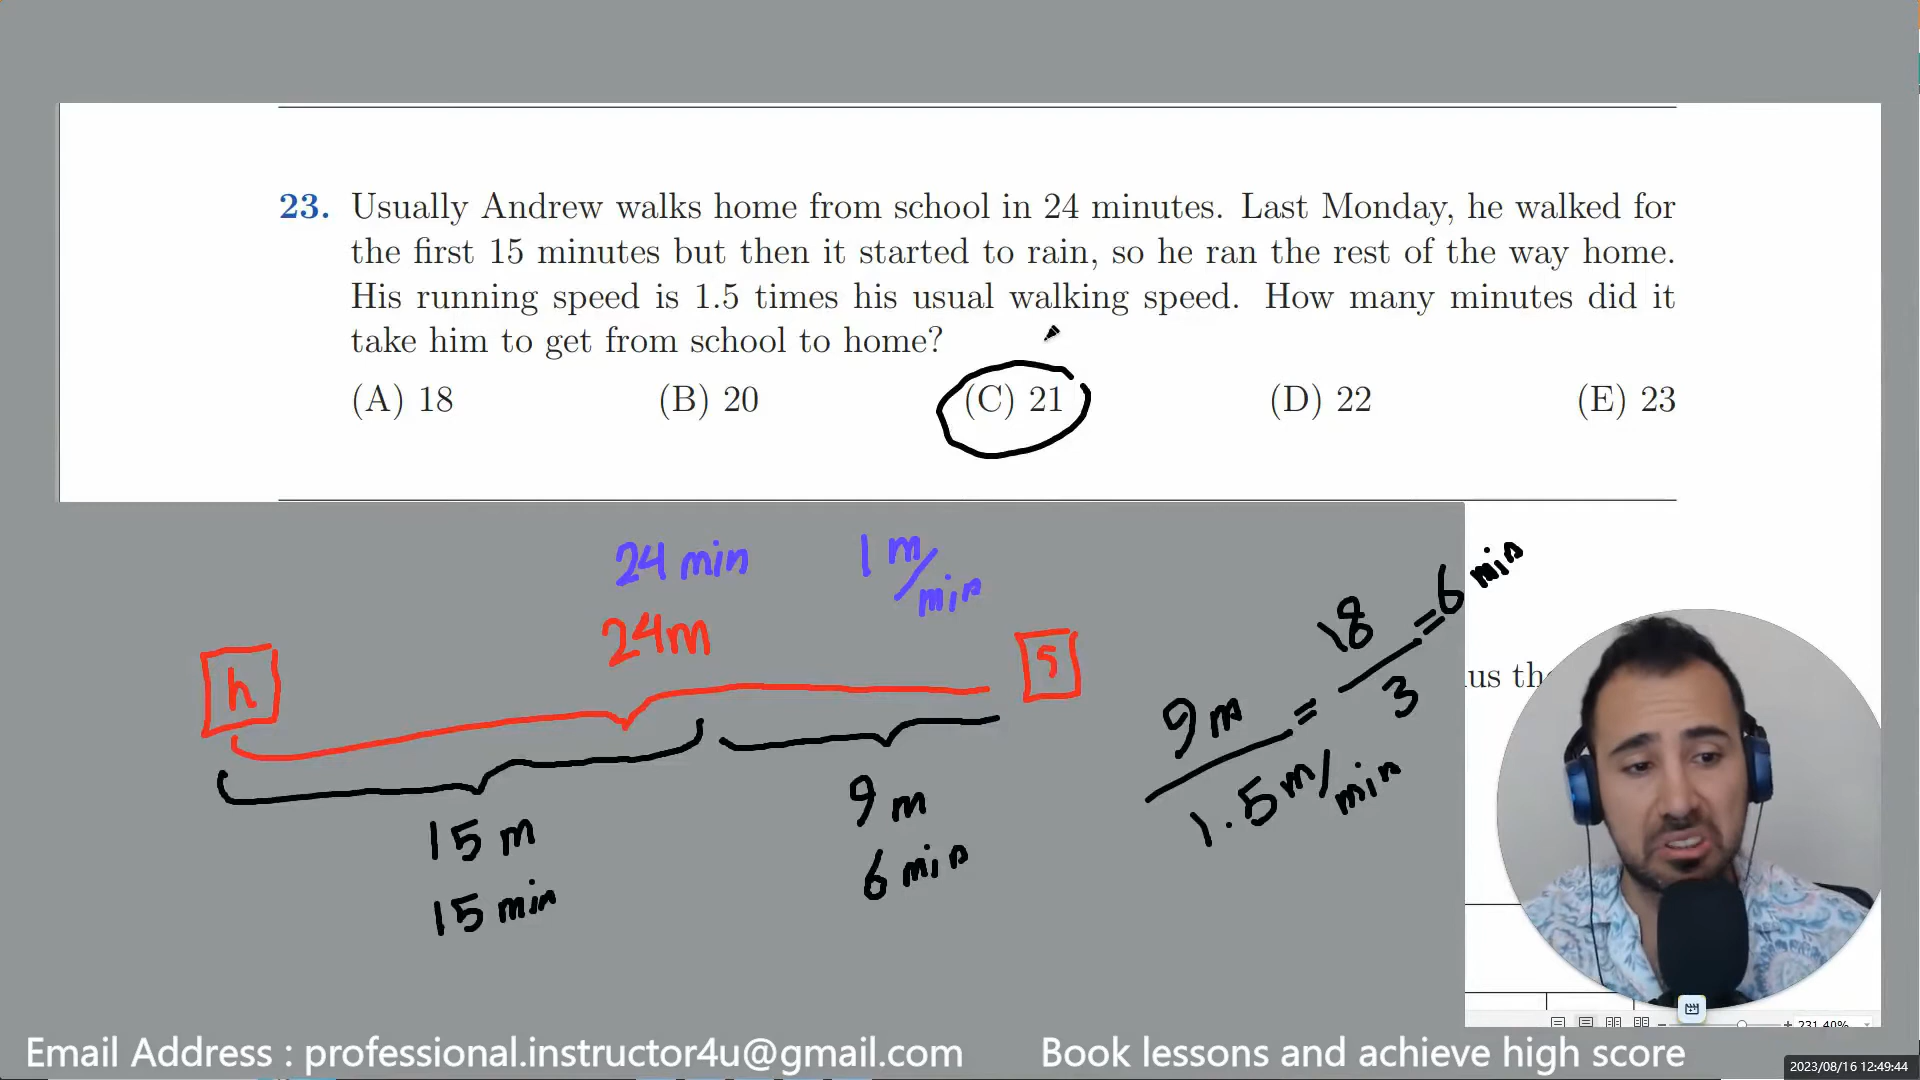 23. Usually Andrew walks home from school in 24 minutes. Last Monday, he walked for
the first 15 minutes but then it started to rain, so he ran the rest of the way home.
His running speed is 1.5 times his usual walking speed. How many minutes did it
take him to get from school to home?
(A) 18 (B) 20 (C) 21 (D) 22 (E) 23
24 min 1 m/min
24m
h
s
15 m
15 min
9 m
6 min
9 m / 1.5 m/min = 18 / 3 = 6 min
us th
231.40%
Email Address : professional.instructor4u@gmail.com Book lessons and achieve high score
2023/08/16 12:49:44